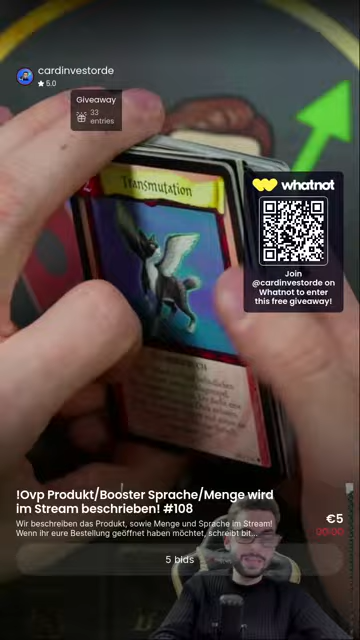 cardinvestorde
★ 5.0
Giveaway
33
entries
Transmutation
whatnot
Join
@cardinvestorde on
Whatnot to enter
this free giveaway!
!Ovp Produkt/Booster Sprache/Menge wird
im Stream beschrieben! #108
€5
Wir beschreiben das Produkt, sowie Menge und Sprache im Stream!
00:00
Wenn ihr eure Bestellung geöffnet haben möchtet, schreibt bit...
5 bids